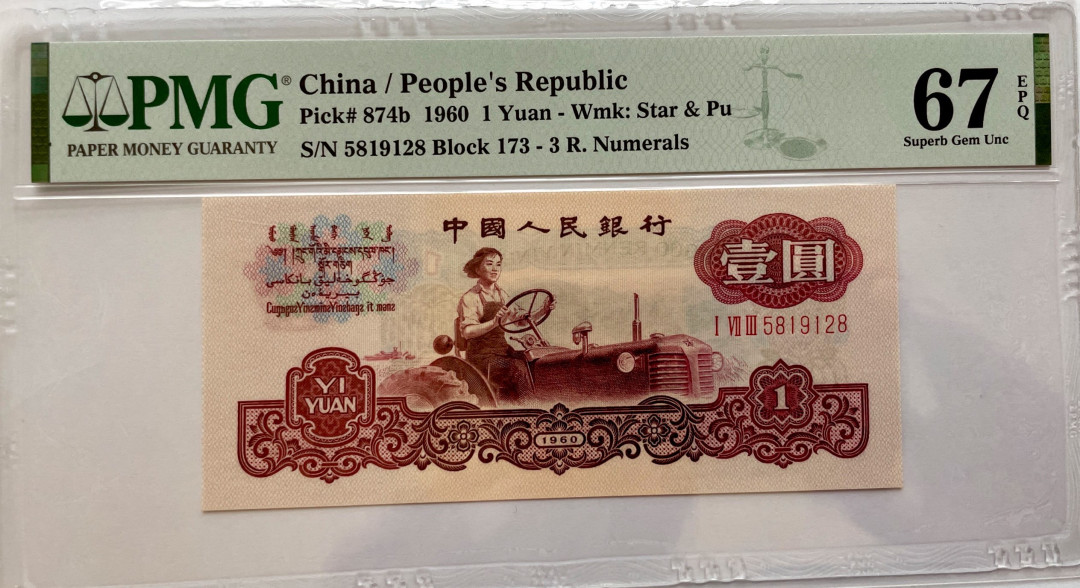 PMG®
PAPER MONEY GUARANTY
China / People's Republic
Pick# 874b 1960 1 Yuan - Wmk: Star & Pu
S/N 5819128 Block 173 - 3 R. Numerals
67
EPQ
Superb Gem Unc
中國人民銀行
壹圓
I VII III 5819128
YI
YUAN
1960
1